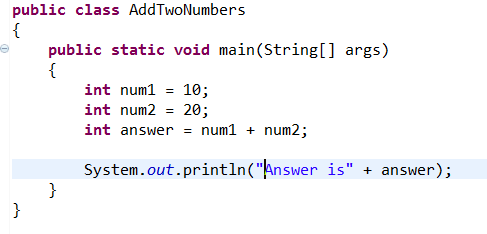 public class AddTwoNumbers
{
    public static void main(String[] args)
    {
        int num1 = 10;
        int num2 = 20;
        int answer = num1 + num2;
        System.out.println("Answer is" + answer);
    }
}